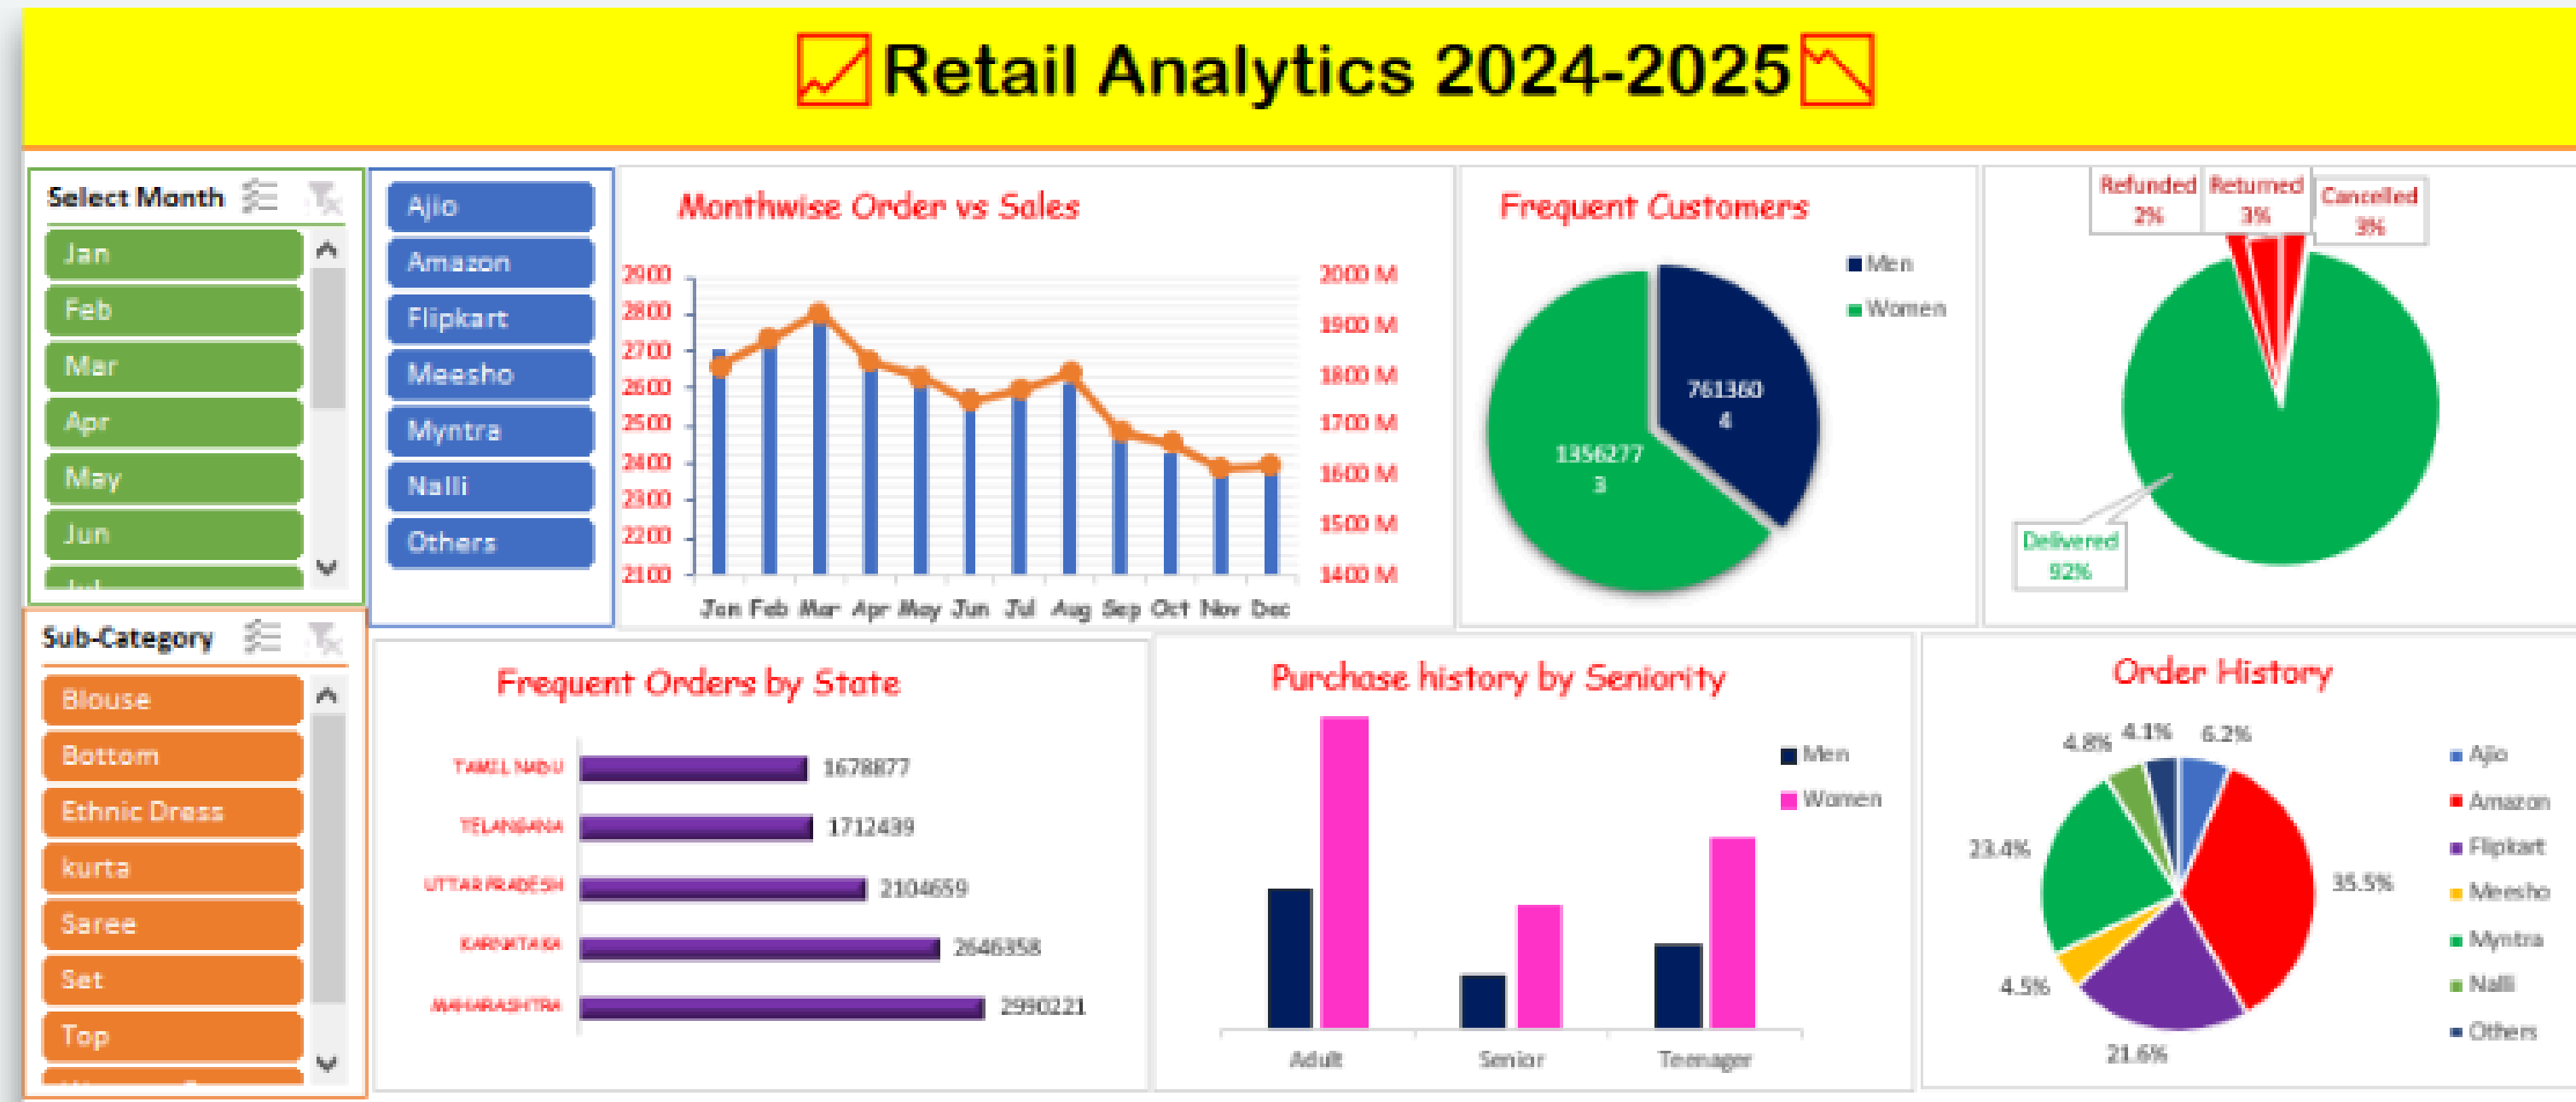 Retail Analytics 2024-2025
Select Month
Jan
Feb
Mar
Apr
May
Jun
Jul
Ajio
Amazon
Flipkart
Meesho
Myntra
Nalli
Others
Monthwise Order vs Sales
2900
2800
2700
2600
2500
2400
2300
2200
2100
2000 M
1900 M
1800 M
1700 M
1600 M
1500 M
1400 M
Jan Feb Mar Apr May Jun Jul Aug Sep Oct Nov Dec
Frequent Customers
Men
Women
761360
4
1356277
3
Refunded
2%
Returned
3%
Cancelled
3%
Delivered
92%
Sub-Category
Blouse
Bottom
Ethnic Dress
kurta
Saree
Set
Top
Frequent Orders by State
TAMIL NADU 1678877
TELANGANA 1712439
UTTAR PRADESH 2104659
KARNATAKA 2646358
MAHARASHTRA 2990221
Purchase history by Seniority
Men
Women
Adult Senior Teenager
Order History
4.8% 4.1% 6.2%
23.4%
35.5%
4.5%
21.6%
Ajio
Amazon
Flipkart
Meesho
Myntra
Nalli
Others